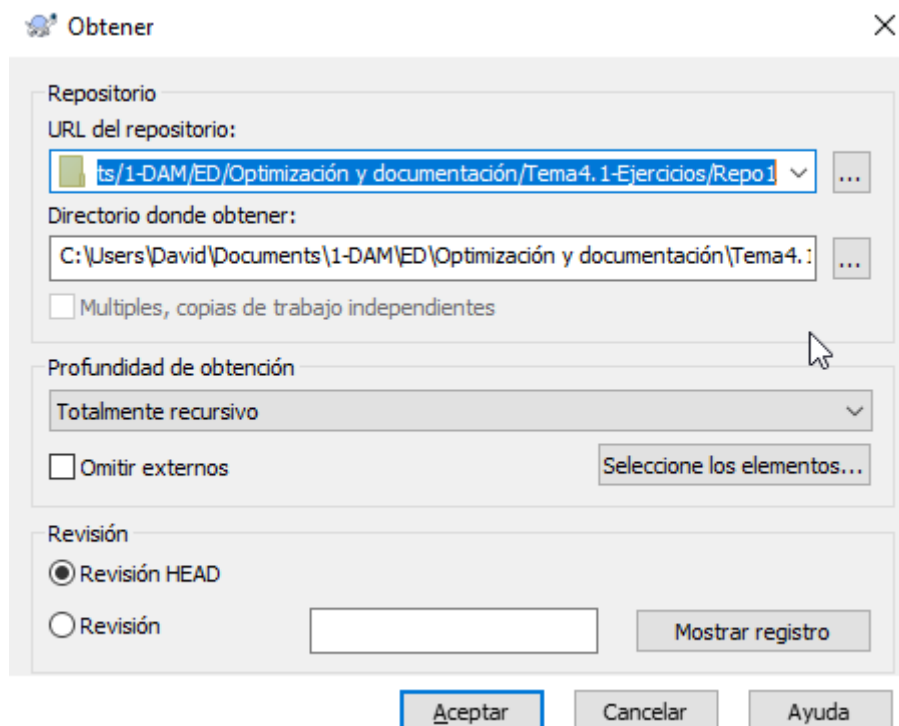 Obtener
Repositorio
URL del repositorio:
ts/1-DAM/ED/Optimización y documentación/Tema4.1-Ejercicios/Repo1
...
Directorio donde obtener:
C:\Users\David\Documents\1-DAM\ED\Optimización y documentación\Tema4.1
...
Multiples, copias de trabajo independientes
Profundidad de obtención
Totalmente recursivo
Omitir externos
Seleccione los elementos...
Revisión
Revisión HEAD
Revisión
Mostrar registro
Aceptar
Cancelar
Ayuda